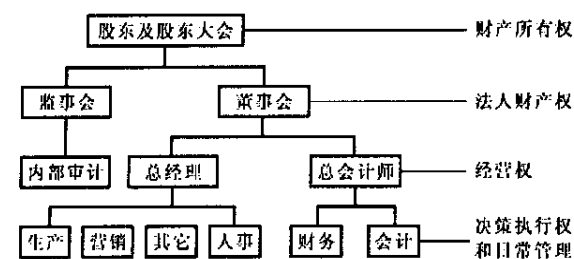 股东及股东大会
财产所有权
监事会
董事会
法人财产权
内部审计
总经理
总会计师
经营权
生产
营销
其它
人事
财务
会计
决策执行权
和日常管理